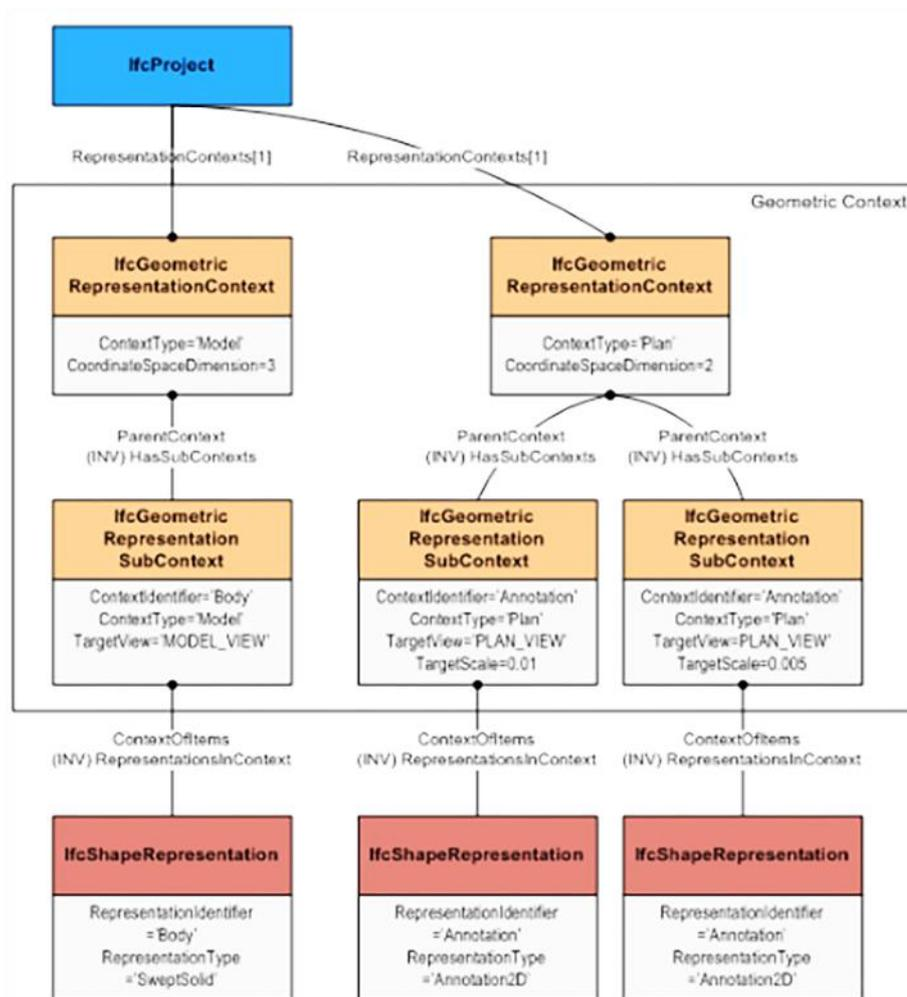 IfcProject
RepresentationContexts[1]
RepresentationContexts[1]
Geometric Context
IfcGeometric
RepresentationContext
ContextType='Model'
CoordinateSpaceDimension=3
IfcGeometric
RepresentationContext
ContextType='Plan'
CoordinateSpaceDimension=2
ParentContext
(INV) HasSubContexts
ParentContext
(INV) HasSubContexts
ParentContext
(INV) HasSubContexts
IfcGeometric
Representation
SubContext
ContextIdentifier='Body'
ContextType='Model'
TargetView='MODEL_VIEW'
IfcGeometric
Representation
SubContext
ContextIdentifier='Annotation'
ContextType='Plan'
TargetView='PLAN_VIEW'
TargetScale=0.01
IfcGeometric
Representation
SubContext
ContextIdentifier='Annotation'
ContextType='Plan'
TargetView=PLAN_VIEW'
TargetScale=0.005
ContextOfItems
(INV) RepresentationsInContext
ContextOfItems
(INV) RepresentationsInContext
ContextOfItems
(INV) RepresentationsInContext
IfcShapeRepresentation
RepresentationIdentifier
='Body'
RepresentationType
='SweptSolid'
IfcShapeRepresentation
RepresentationIdentifier
='Annotation'
RepresentationType
='Annotation2D'
IfcShapeRepresentation
RepresentationIdentifier
='Annotation'
RepresentationType
='Annotation2D'